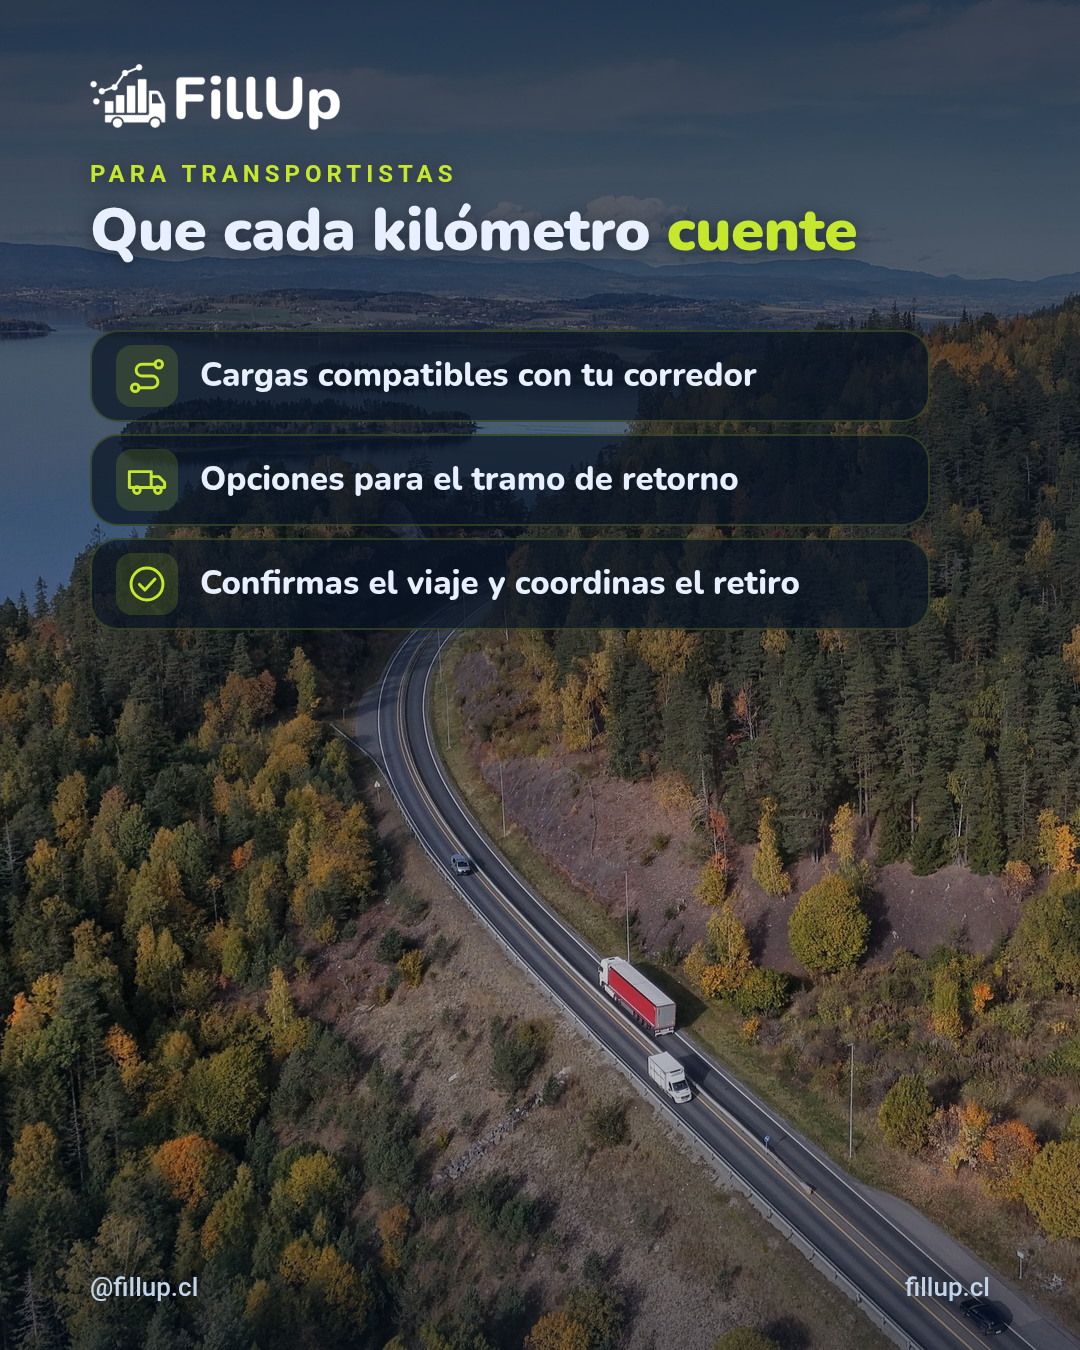 FillUp
PARA TRANSPORTISTAS
Que cada kilómetro cuente
Cargas compatibles con tu corredor
Opciones para el tramo de retorno
Confirmas el viaje y coordinas el retiro
@fillup.cl
fillup.cl